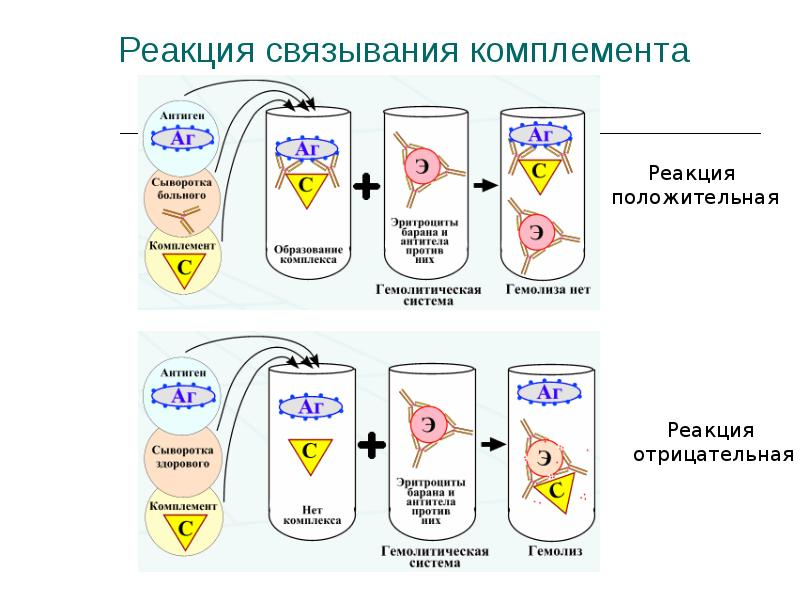 Реакция связывания комплемента
Антиген
Аг
Сыворотка
больного
Комплемент
С
Аг
С
Образование
комплекса
Э
Эритроциты
барана и
антитела
против
них
Гемолитическая
система
Аг
С
Э
Гемолиза нет
Реакция
положительная
Антиген
Аг
Сыворотка
здорового
Комплемент
С
Аг
С
Нет
комплекса
Э
Эритроциты
барана и
антитела
против
них
Гемолитическая
система
Аг
Э
С
Гемолиз
Реакция
отрицательная